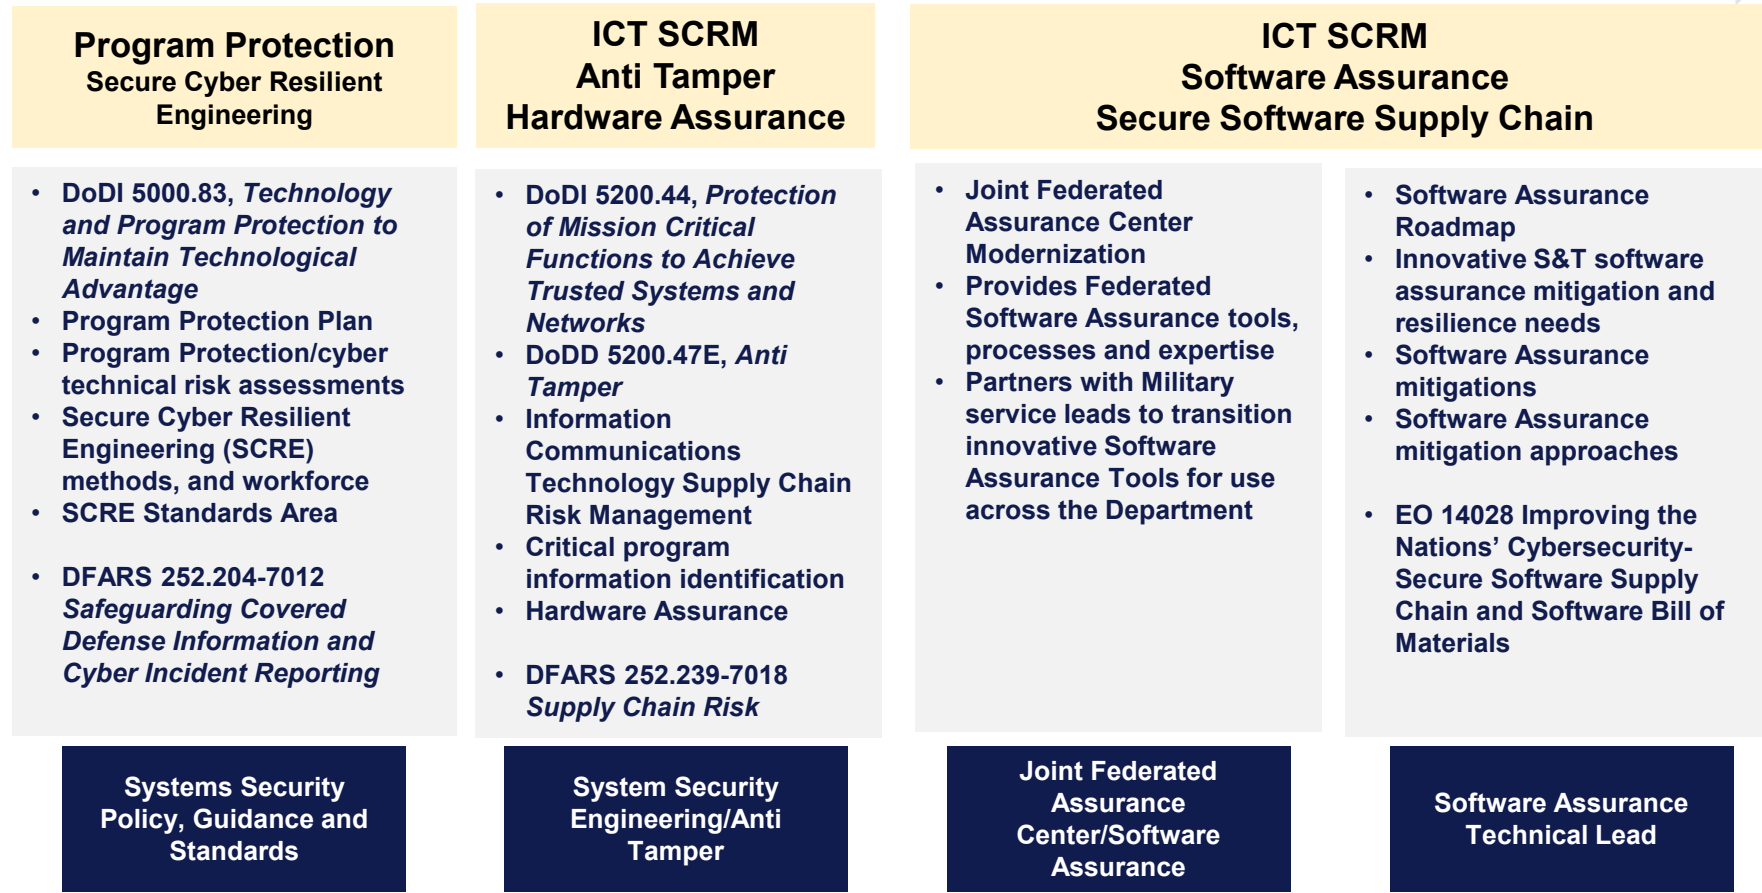 Program Protection
Secure Cyber Resilient
Engineering
• DoDI 5000.83, Technology
and Program Protection to
Maintain Technological
Advantage
• Program Protection Plan
• Program Protection/cyber
technical risk assessments
• Secure Cyber Resilient
Engineering (SCRE)
methods, and workforce
• SCRE Standards Area
• DFARS 252.204-7012
Safeguarding Covered
Defense Information and
Cyber Incident Reporting
Systems Security
Policy, Guidance and
Standards
ICT SCRM
Anti Tamper
Hardware Assurance
• DoDI 5200.44, Protection
of Mission Critical
Functions to Achieve
Trusted Systems and
Networks
• DoDD 5200.47E, Anti
Tamper
• Information
Communications
Technology Supply Chain
Risk Management
• Critical program
information identification
• Hardware Assurance
• DFARS 252.239-7018
Supply Chain Risk
System Security
Engineering/Anti
Tamper
ICT SCRM
Software Assurance
Secure Software Supply Chain
• Joint Federated
Assurance Center
Modernization
• Provides Federated
Software Assurance tools,
processes and expertise
• Partners with Military
service leads to transition
innovative Software
Assurance Tools for use
across the Department
Joint Federated
Assurance
Center/Software
Assurance
• Software Assurance
Roadmap
• Innovative S&T software
assurance mitigation and
resilience needs
• Software Assurance
mitigations
• Software Assurance
mitigation approaches
• EO 14028 Improving the
Nations’ Cybersecurity-
Secure Software Supply
Chain and Software Bill of
Materials
Software Assurance
Technical Lead